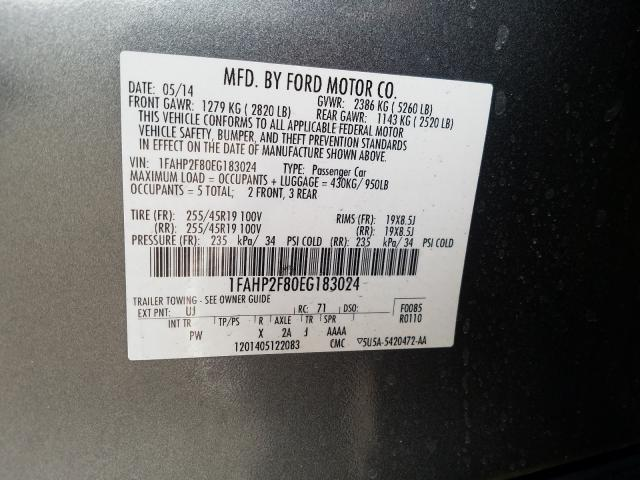 MFD. BY FORD MOTOR CO.
DATE: 05/14 GVWR: 2386 KG ( 5260 LB)
FRONT GAWR: 1279 KG ( 2820 LB) REAR GAWR: 1143 KG ( 2520 LB)
THIS VEHICLE CONFORMS TO ALL APPLICABLE FEDERAL MOTOR
VEHICLE SAFETY, BUMPER, AND THEFT PREVENTION STANDARDS
IN EFFECT ON THE DATE OF MANUFACTURE SHOWN ABOVE.
VIN: 1FAHP2F80EG183024 TYPE: Passenger Car
MAXIMUM LOAD = OCCUPANTS + LUGGAGE = 430KG/ 950LB
OCCUPANTS = 5 TOTAL; 2 FRONT, 3 REAR
TIRE (FR): 255/45R19 100V RIMS (FR): 19X8.5J
(RR): 255/45R19 100V (RR): 19X8.5J
PRESSURE (FR): 235 kPa/ 34 PSI COLD (RR): 235 kPa/ 34 PSI COLD
1FAHP2F80EG183024
TRAILER TOWING - SEE OWNER GUIDE
EXT PNT: UJ RC: 71 DSO: F0085
INT TR TP/PS R AXLE TR SPR R0110
PW X 2A J AAAA
1201405122083 CMC ▽5U5A-5420472-AA